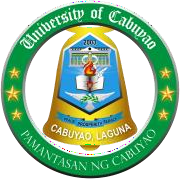 University of Cabuyao
2003
CABUYAO, LAGUNA
PAMANTASAN NG CABUYAO